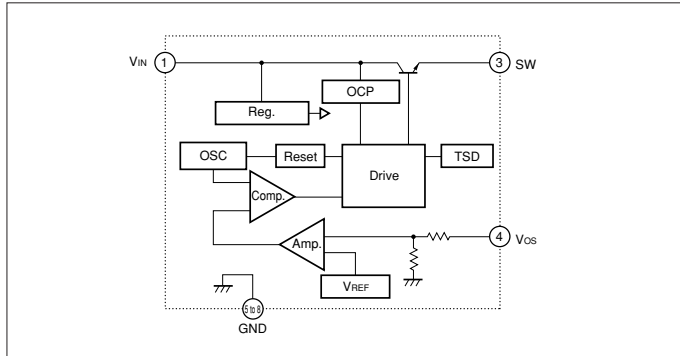 VIN 1 3 SW
OCP
Reg.
OSC Reset Drive TSD
Comp.
Amp. 4 VOS
VREF
5 to 8
GND